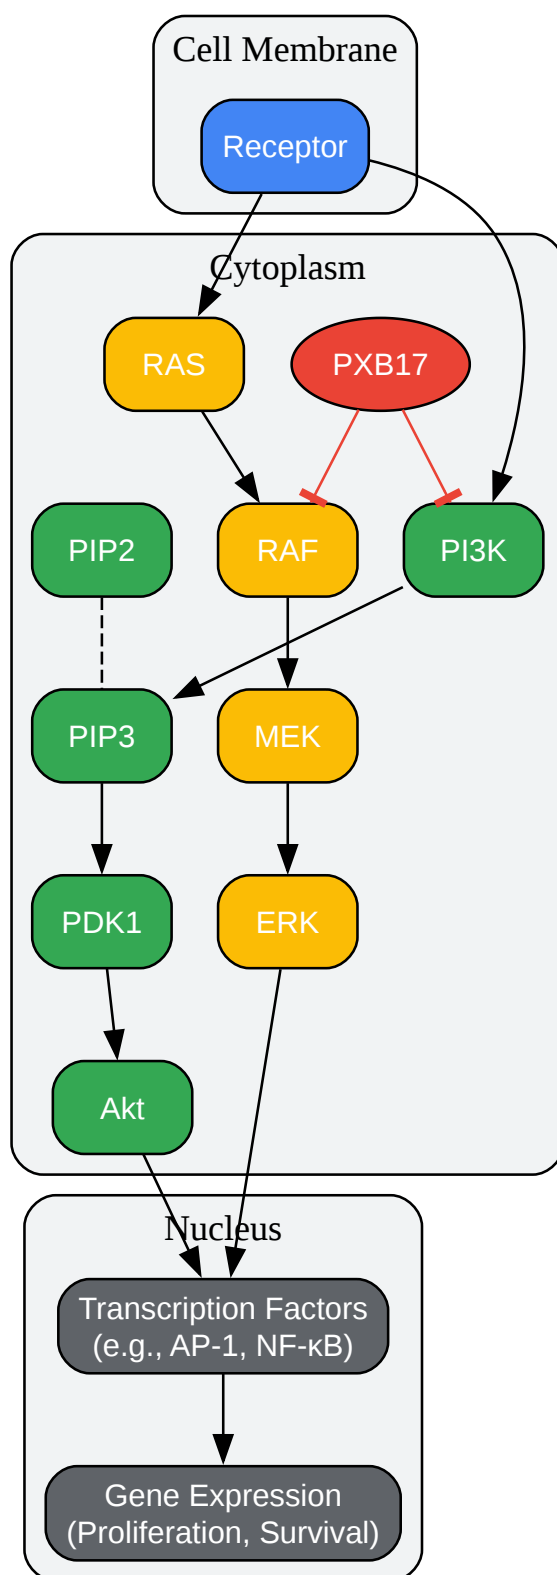 Cell Membrane
Receptor
Cytoplasm
RAS
PXB17
PIP2
RAF
PI3K
PIP3
MEK
PDK1
ERK
Akt
Nucleus
Transcription Factors
(e.g., AP-1, NF-κB)
Gene Expression
(Proliferation, Survival)